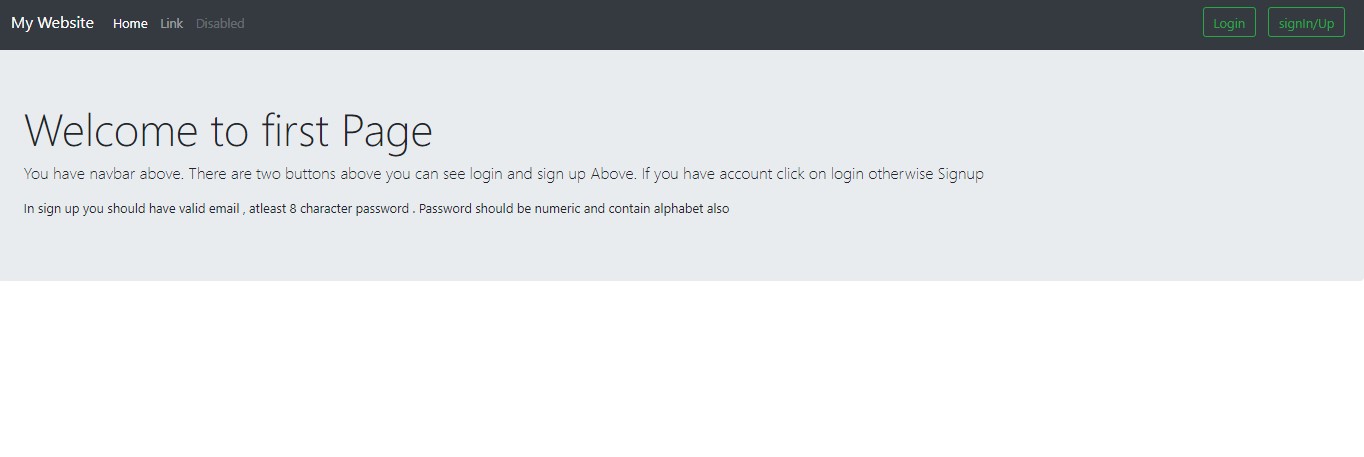 My Website Home Link Disabled Login signIn/Up
Welcome to first Page
You have navbar above. There are two buttons above you can see login and sign up Above. If you have account click on login otherwise Signup
In sign up you should have valid email , atleast 8 character password . Password should be numeric and contain alphabet also